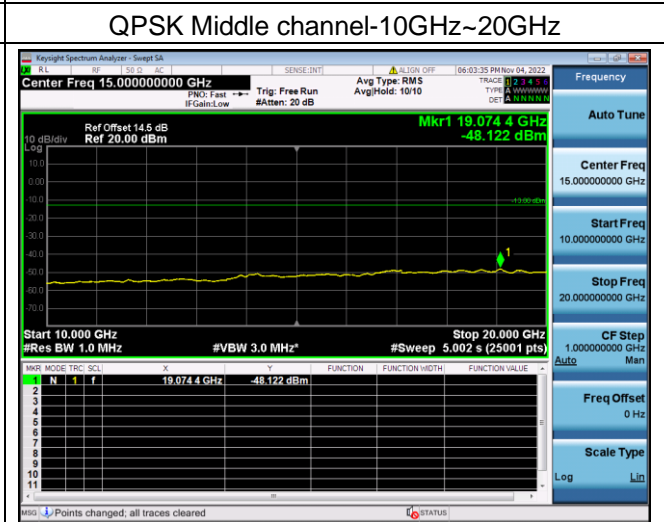 QPSK Middle channel-10GHz~20GHz
Keysight Spectrum Analyzer - Swept SA
RL RF 50 Ω AC SENSE:INT ALIGN OFF 06:03:35 PM Nov 04, 2022
Center Freq 15.000000000 GHz
PNO: Fast
IFGain:Low
Trig: Free Run
#Atten: 20 dB
Avg Type: RMS
Avg|Hold: 10/10
TRACE 1 2 3 4 5 6
TYPE A WWWWW
DET A N N N N N
Frequency
Auto Tune
Center Freq
15.000000000 GHz
Start Freq
10.000000000 GHz
Stop Freq
20.000000000 GHz
CF Step
1.000000000 GHz
Auto Man
Freq Offset
0 Hz
Scale Type
Log Lin
Mkr1 19.074 4 GHz
-48.122 dBm
Ref Offset 14.5 dB
10 dB/div Ref 20.00 dBm
Log
10.0
0.00
-10.0
-13.00 dBm
-20.0
-30.0
-40.0
1
-50.0
-60.0
-70.0
Start 10.000 GHz Stop 20.000 GHz
#Res BW 1.0 MHz #VBW 3.0 MHz* #Sweep 5.002 s (25001 pts)
MKR MODE TRC SCL X Y FUNCTION FUNCTION WIDTH FUNCTION VALUE
1 N 1 f 19.074 4 GHz -48.122 dBm
2
3
4
5
6
7
8
9
10
11
MSG Points changed; all traces cleared STATUS